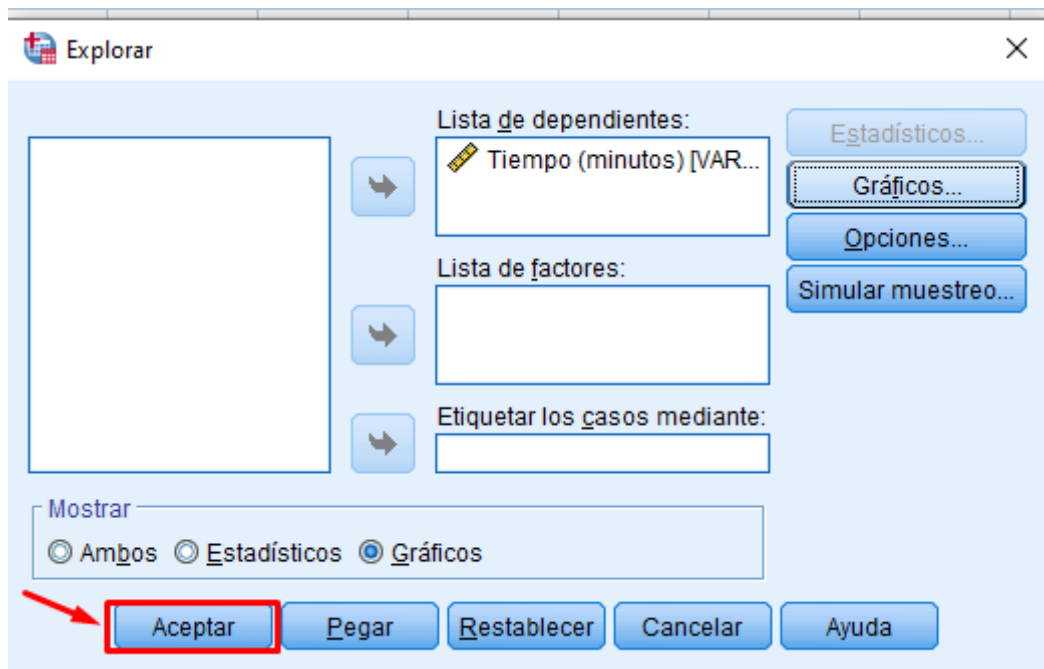 Explorar
Lista de dependientes:
Tiempo (minutos) [VAR...
Estadísticos...
Gráficos...
Opciones...
Simular muestreo...
Lista de factores:
Etiquetar los casos mediante:
Mostrar
Ambos Estadísticos Gráficos
Aceptar Pegar Restablecer Cancelar Ayuda